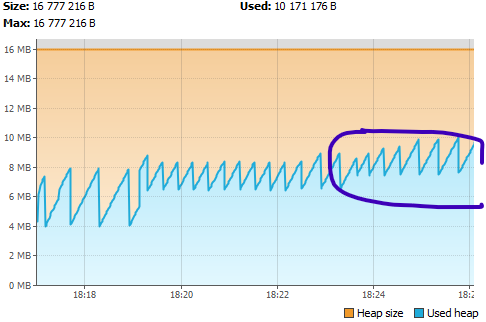 Size: 16 777 216 B Used: 10 171 176 B
Max: 16 777 216 B
16 MB
14 MB
12 MB
10 MB
8 MB
6 MB
4 MB
2 MB
0 MB
18:18 18:20 18:22 18:24 18:2
Heap size Used heap